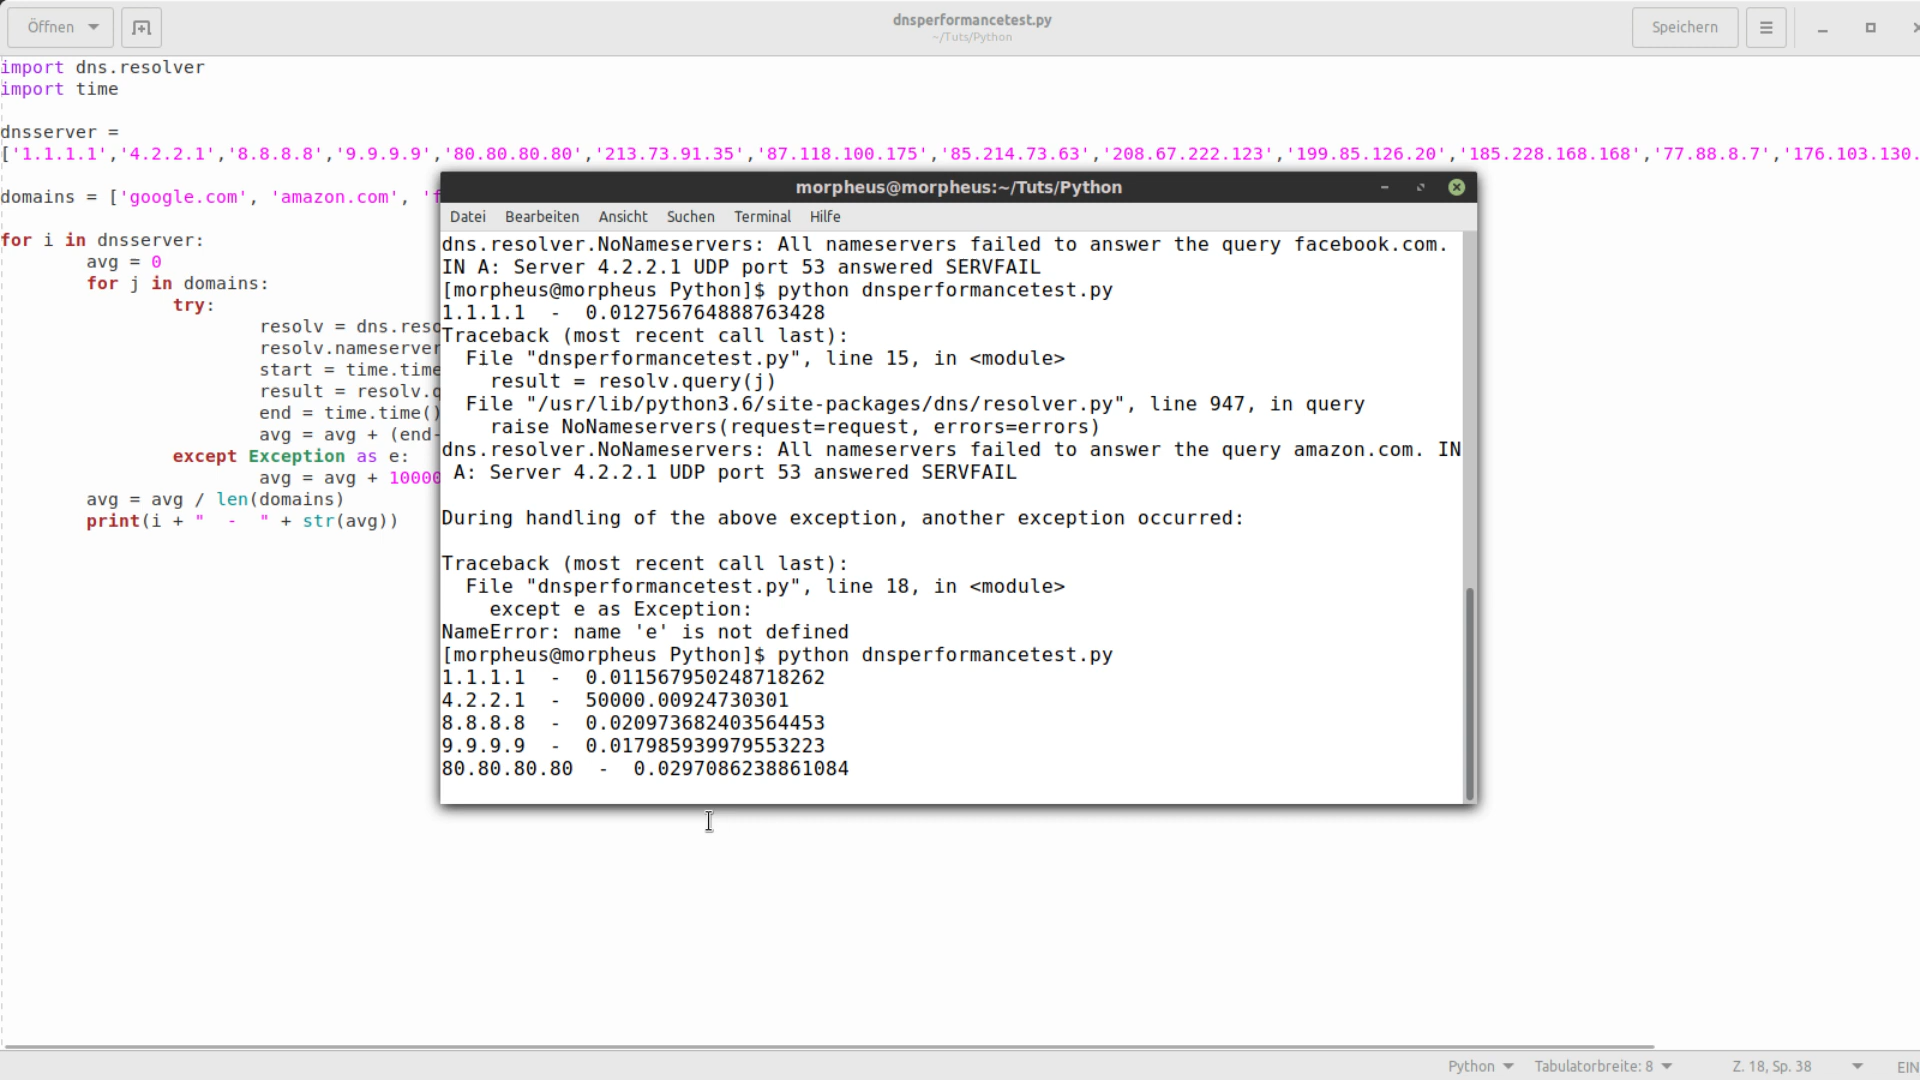 Öffnen
dnsperformancetest.py
~/Tuts/Python
Speichern
import dns.resolver
import time
dnsserver =
['1.1.1.1','4.2.2.1','8.8.8.8','9.9.9.9','80.80.80.80','213.73.91.35','87.118.100.175','85.214.73.63','208.67.222.123','199.85.126.20','185.228.168.168','77.88.8.7','176.103.130.
domains = ['google.com', 'amazon.com', 'f
for i in dnsserver:
avg = 0
for j in domains:
try:
resolv = dns.reso
resolv.nameserver
start = time.time
result = resolv.q
end = time.time()
avg = avg + (end-
except Exception as e:
avg = avg + 10000
avg = avg / len(domains)
print(i + "  -  " + str(avg))
morpheus@morpheus:~/Tuts/Python
Datei Bearbeiten Ansicht Suchen Terminal Hilfe
dns.resolver.NoNameservers: All nameservers failed to answer the query facebook.com.
IN A: Server 4.2.2.1 UDP port 53 answered SERVFAIL
[morpheus@morpheus Python]$ python dnsperformancetest.py
1.1.1.1  -  0.012756764888763428
Traceback (most recent call last):
File "dnsperformancetest.py", line 15, in <module>
result = resolv.query(j)
File "/usr/lib/python3.6/site-packages/dns/resolver.py", line 947, in query
raise NoNameservers(request=request, errors=errors)
dns.resolver.NoNameservers: All nameservers failed to answer the query amazon.com. IN
A: Server 4.2.2.1 UDP port 53 answered SERVFAIL
During handling of the above exception, another exception occurred:
Traceback (most recent call last):
File "dnsperformancetest.py", line 18, in <module>
except e as Exception:
NameError: name 'e' is not defined
[morpheus@morpheus Python]$ python dnsperformancetest.py
1.1.1.1  -  0.011567950248718262
4.2.2.1  -  50000.00924730301
8.8.8.8  -  0.020973682403564453
9.9.9.9  -  0.017985939979553223
80.80.80.80  -  0.0297086238861084
Python Tabulatorbreite: 8 Z. 18, Sp. 38 EIN